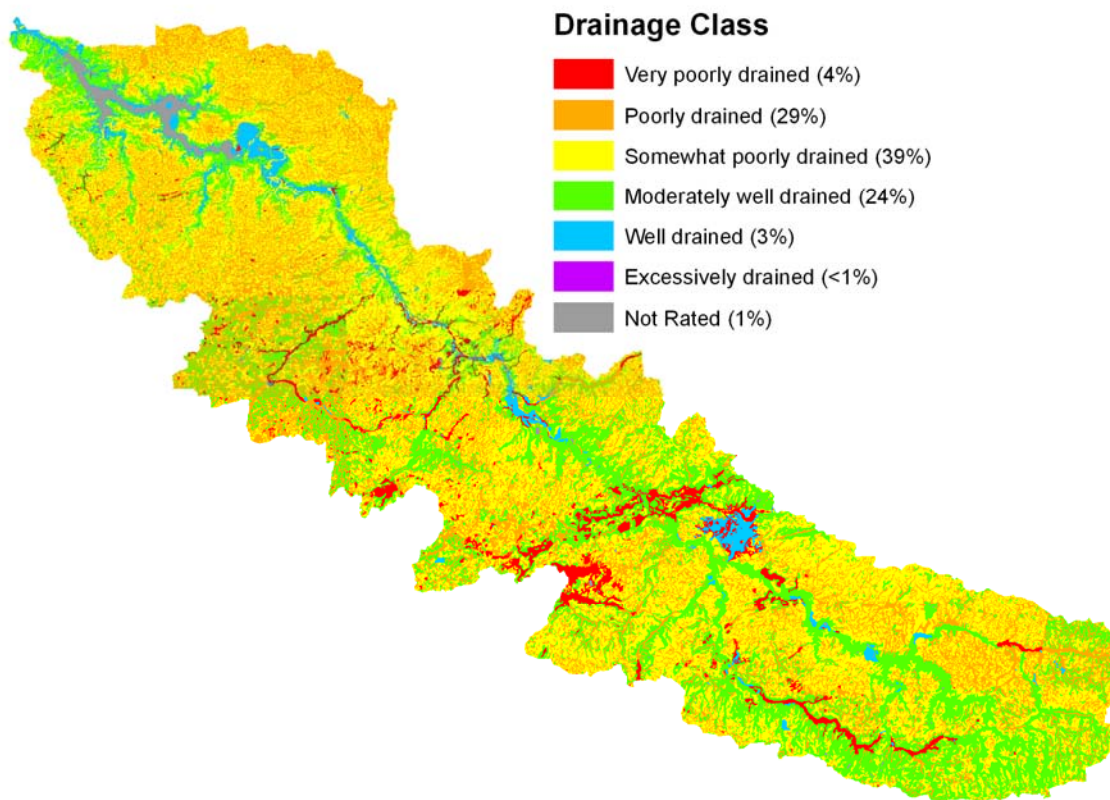 Drainage Class
Very poorly drained (4%)
Poorly drained (29%)
Somewhat poorly drained (39%)
Moderately well drained (24%)
Well drained (3%)
Excessively drained (<1%)
Not Rated (1%)